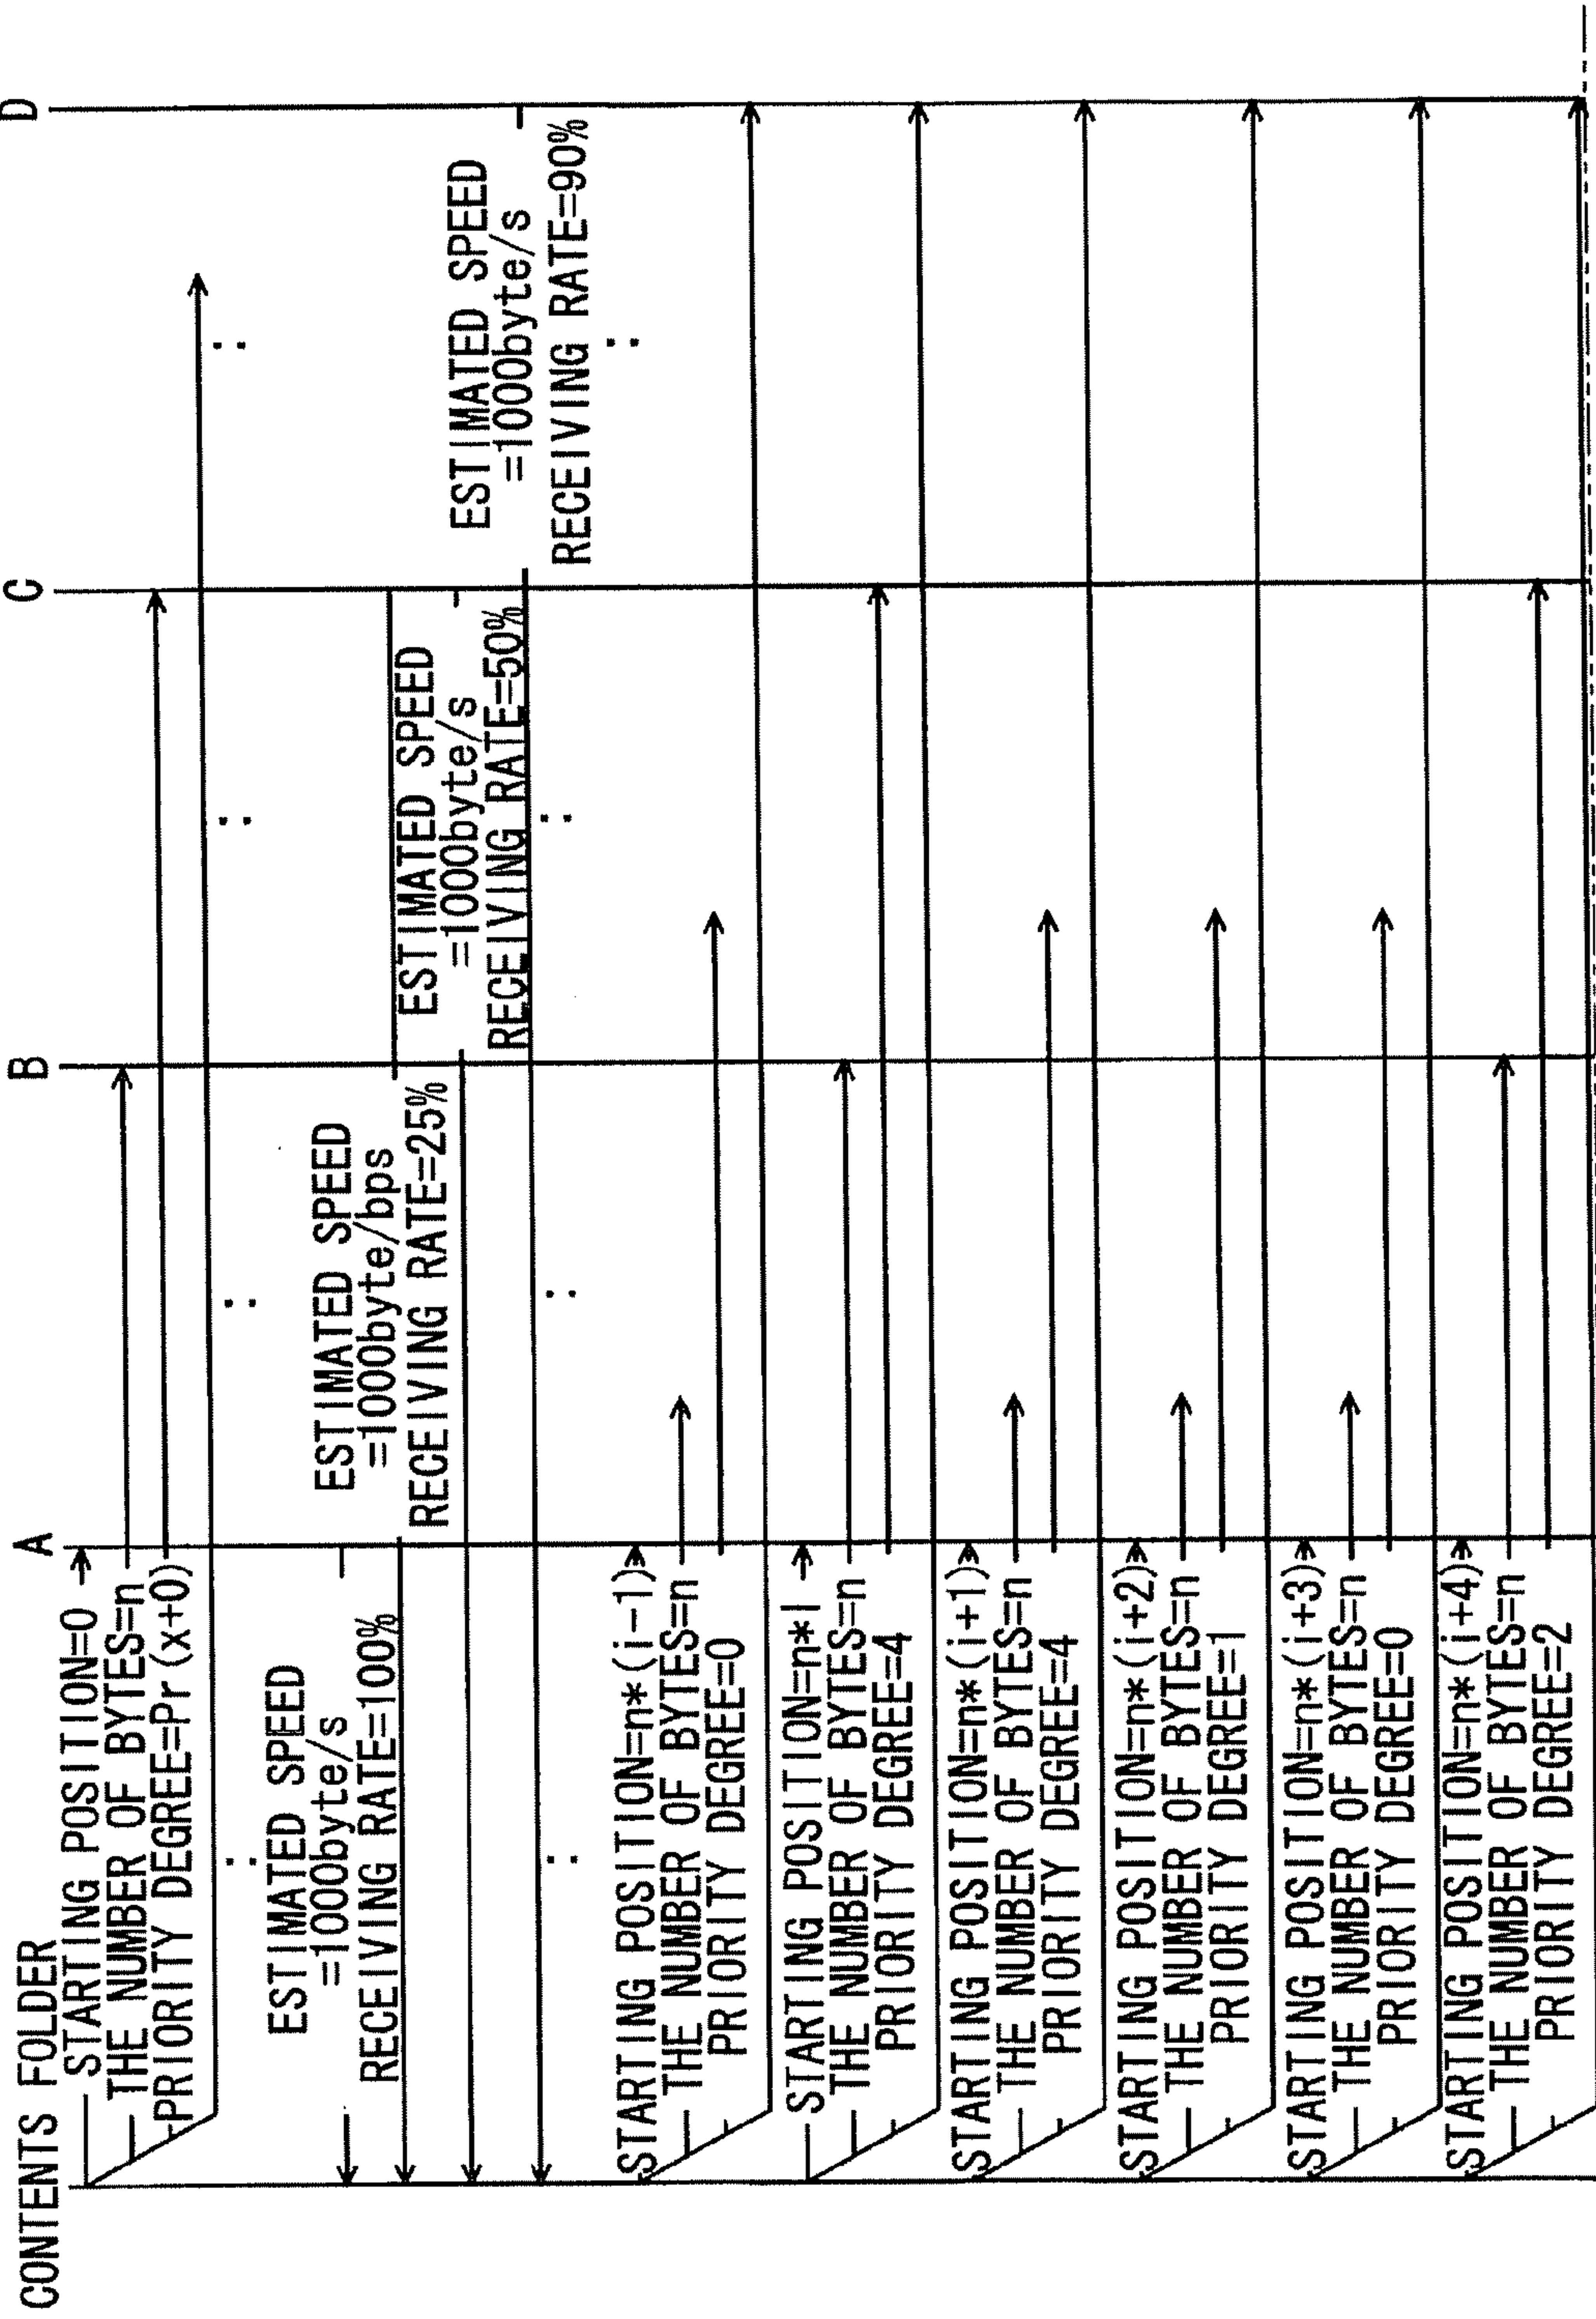 CONTENTS FOLDER
A
B
C
D
STARTING POSITION=0
THE NUMBER OF BYTES=n
PRIORITY DEGREE=Pr(x+0)
ESTIMATED SPEED
=1000byte/s
RECEIVING RATE=100%
ESTIMATED SPEED
=1000byte/bps
RECEIVING RATE=25%
ESTIMATED SPEED
=1000byte/s
RECEIVING RATE=50%
ESTIMATED SPEED
=1000byte/s
RECEIVING RATE=90%
STARTING POSITION=n*(i-1)
THE NUMBER OF BYTES=n
PRIORITY DEGREE=0
START POSITION=n*I
THE NUMBER OF BYTES=n
PRIORITY DEGREE=4
STARTING POSITION=n*(i+1)
THE NUMBER OF BYTES=n
PRIORITY DEGREE=4
STARTING POSITION=n*(i+2)
THE NUMBER OF BYTES=n
PRIORITY DEGREE=1
STARTING POSITION=n*(i+3)
THE NUMBER OF BYTES=n
PRIORITY DEGREE=0
STARTING POSITION=n*(i+4)
THE NUMBER OF BYTES=n
PRIORITY DEGREE=2